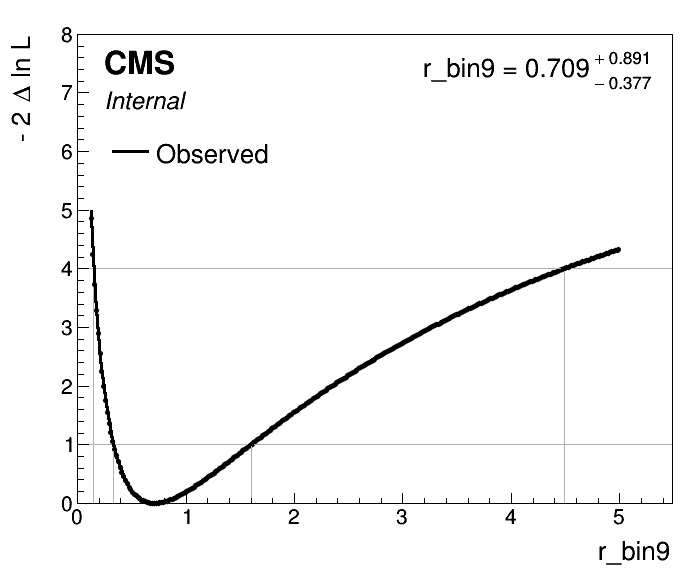 - 2 Δ ln L
8
7
6
5
4
3
2
1
0
CMS
Internal
r_bin9 = 0.709 + 0.891 − 0.377
Observed
0 1 2 3 4 5
r_bin9